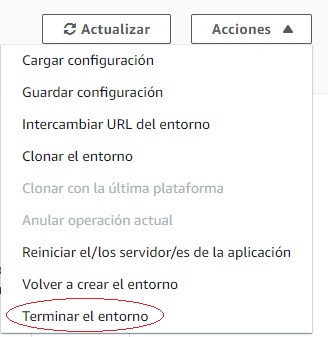 Actualizar
Acciones
Cargar configuración
Guardar configuración
Intercambiar URL del entorno
Clonar el entorno
Clonar con la última plataforma
Anular operación actual
Reiniciar el/los servidor/es de la aplicación
Volver a crear el entorno
Terminar el entorno